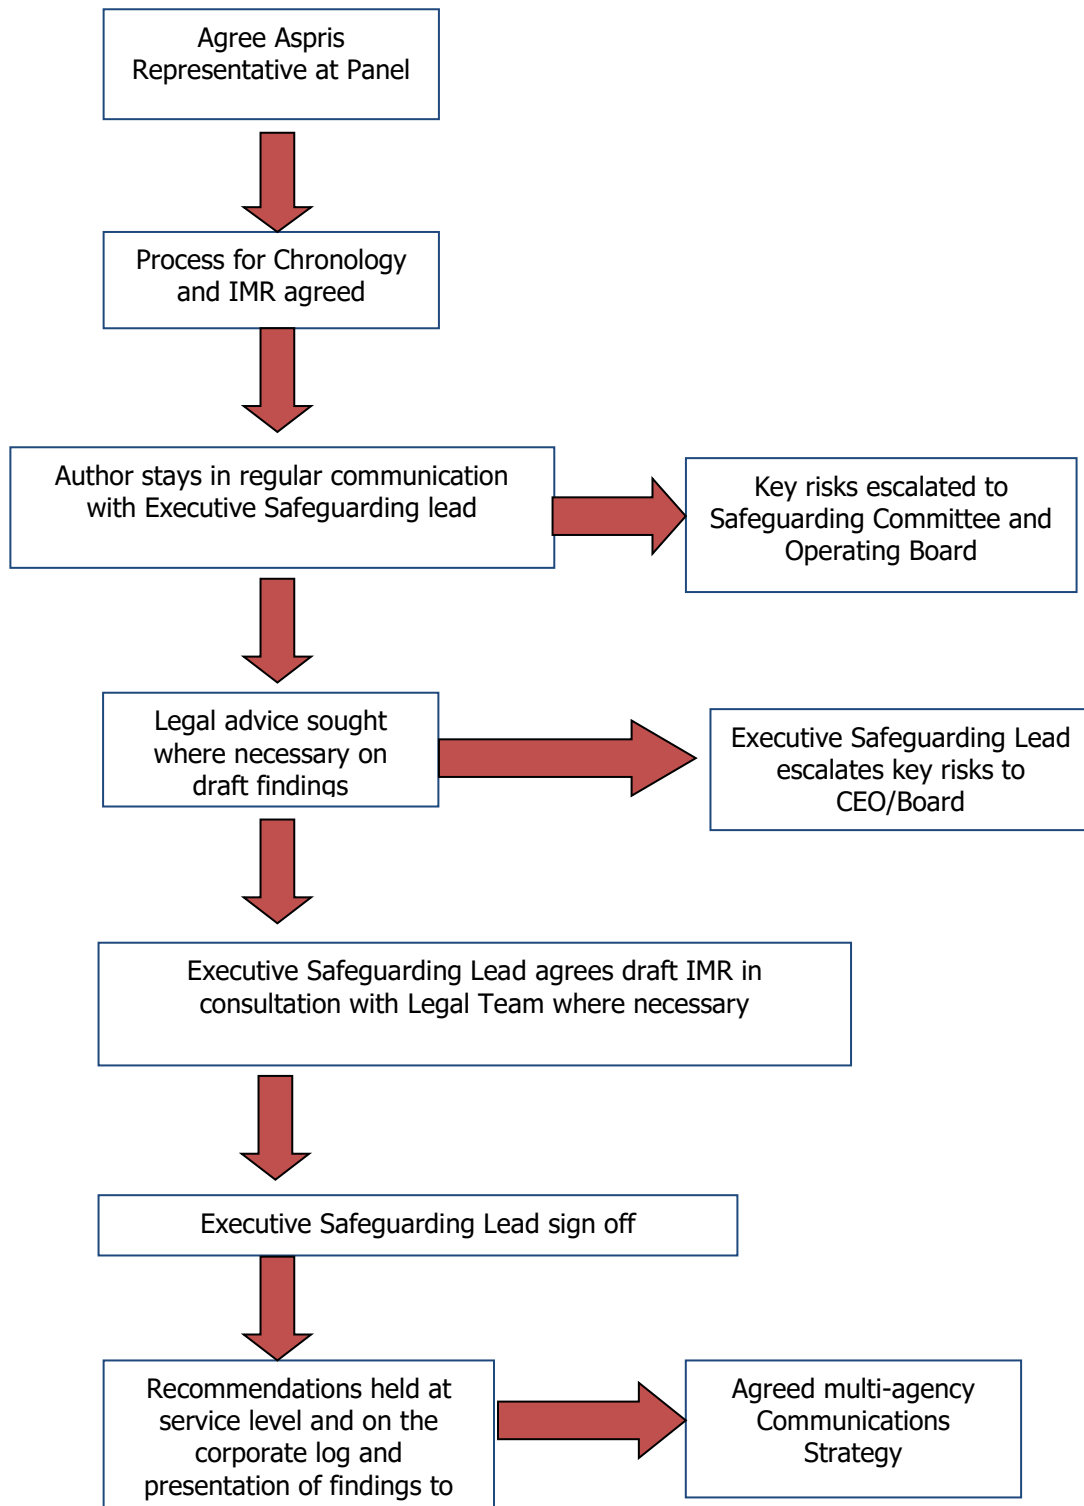 Agree Aspris
Representative at Panel
Process for Chronology
and IMR agreed
Author stays in regular communication
with Executive Safeguarding lead
Key risks escalated to
Safeguarding Committee and
Operating Board
Legal advice sought
where necessary on
draft findings
Executive Safeguarding Lead
escalates key risks to
CEO/Board
Executive Safeguarding Lead agrees draft IMR in
consultation with Legal Team where necessary
Executive Safeguarding Lead sign off
Recommendations held at
service level and on the
corporate log and
presentation of findings to
Agreed multi-agency
Communications
Strategy